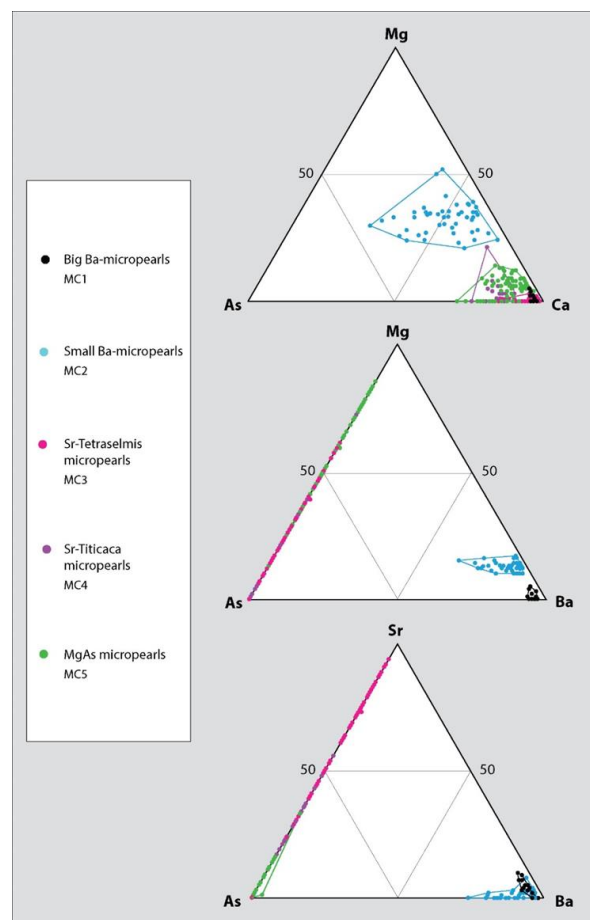 Mg
50
50
As
Ca
Big Ba-micropearls
MC1
Small Ba-micropearls
MC2
Sr-Tetraselmis
micropearls
MC3
Sr-Titicaca
micropearls
MC4
MgAs micropearls
MC5
Mg
50
50
As
Ba
Sr
50
50
As
Ba